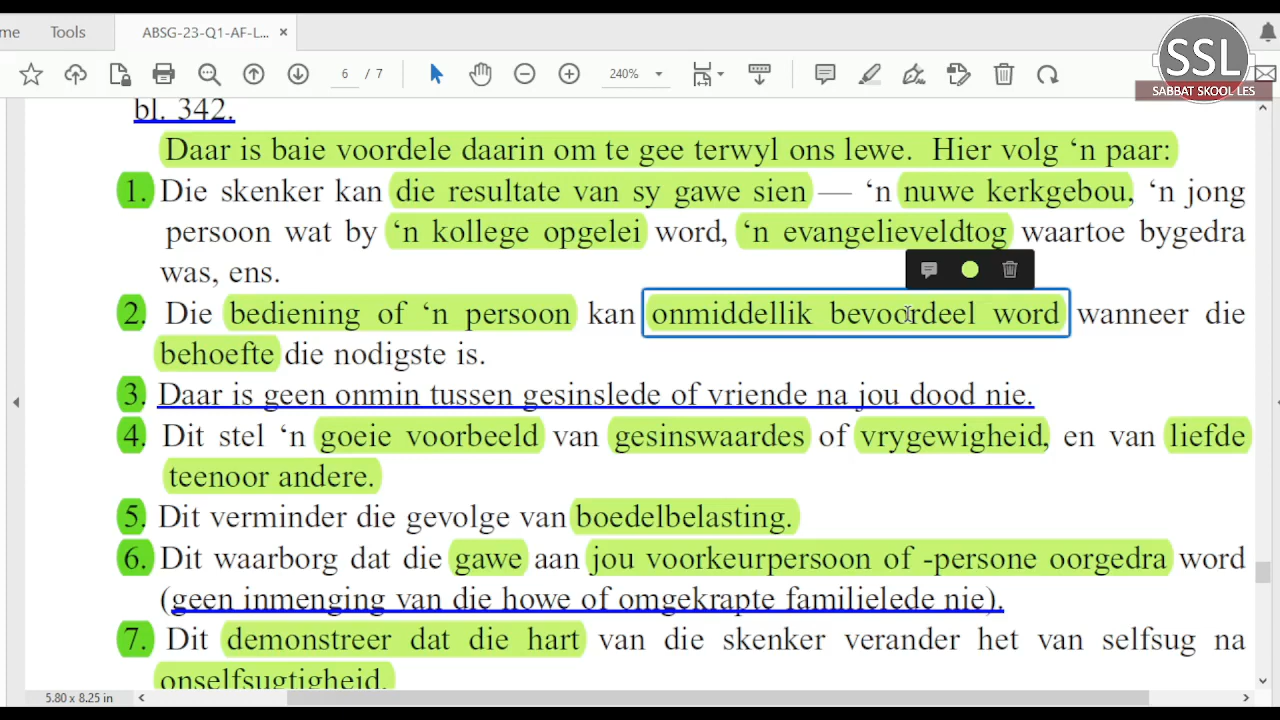 me Tools ABSG-23-Q1-AF-L... ×
SSL
SABBAT SKOOL LES
6 / 7 240%
bl. 342.
Daar is baie voordele daarin om te gee terwyl ons lewe. Hier volg ‘n paar:
1. Die skenker kan die resultate van sy gawe sien — ‘n nuwe kerkgebou, ‘n jong
persoon wat by ‘n kollege opgelei word, ‘n evangelieveldtog waartoe bygedra
was, ens.
2. Die bediening of ‘n persoon kan onmiddellik bevoordeel word wanneer die
behoefte die nodigste is.
3. Daar is geen onmin tussen gesinslede of vriende na jou dood nie.
4. Dit stel ‘n goeie voorbeeld van gesinswaardes of vrygewigheid, en van liefde
teenoor andere.
5. Dit verminder die gevolge van boedelbelasting.
6. Dit waarborg dat die gawe aan jou voorkeurpersoon of -persone oorgedra word
(geen inmenging van die howe of omgekrapte familielede nie).
7. Dit demonstreer dat die hart van die skenker verander het van selfsug na
onselfsugtigheid.
5.80 x 8.25 in